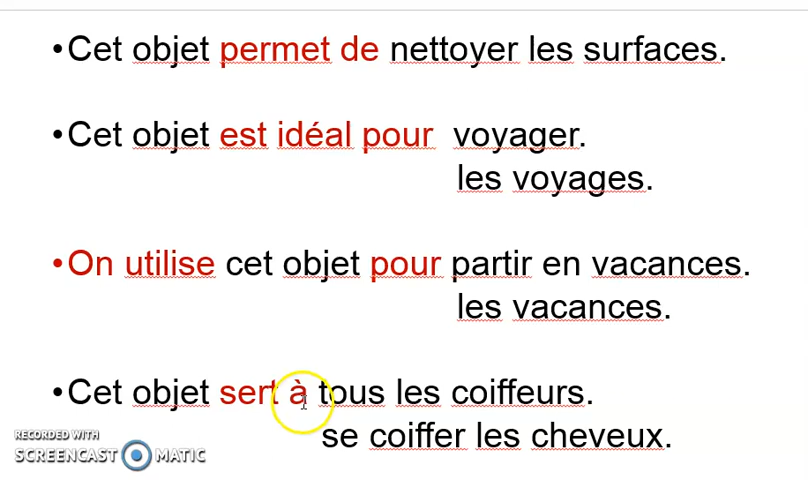 •Cet objet permet de nettoyer les surfaces.
•Cet objet est idéal pour voyager.
les voyages.
•On utilise cet objet pour partir en vacances.
les vacances.
•Cet objet sert à tous les coiffeurs.
se coiffer les cheveux.
RECORDED WITH
SCREENCAST MATIC